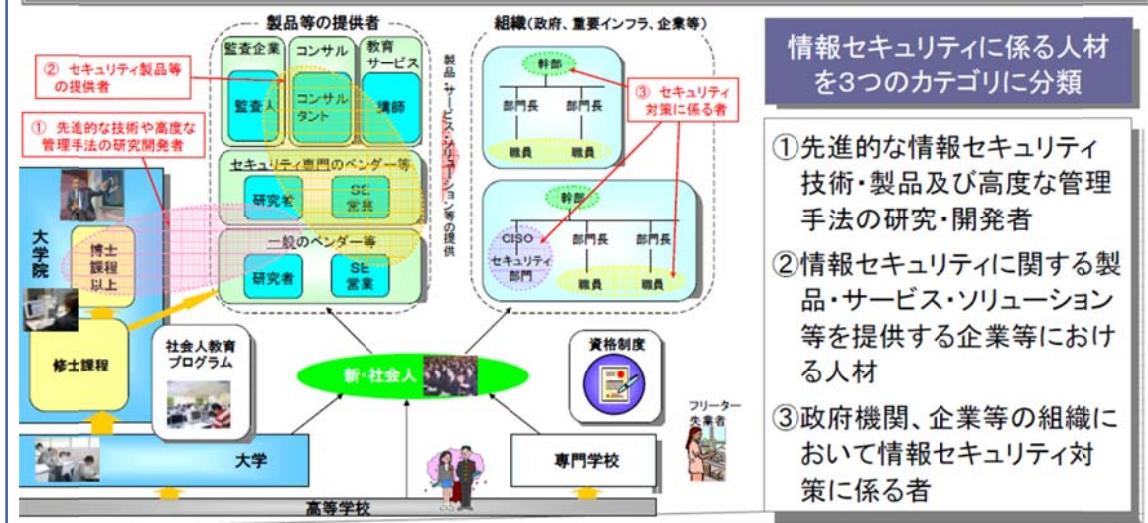 製品等の提供者
監査企業
コンサル
教育
サービス
監査人
コンサル
タント
講師
② セキュリティ製品等
の提供者
① 先進的な技術や高度な
管理手法の研究開発者
セキュリティ専門のベンダー等
研究者
SE
営業
一般のベンダー等
研究者
SE
営業
製品・サービス・ソリューション等の提供
組織(政府、重要インフラ、企業等)
幹部
部門長
部門長
職員
職員
③ セキュリティ
対策に係る者
幹部
CISO
部門長
部門長
セキュリティ
部門
職員
職員
大学院
博士
課程
以上
修士課程
社会人教育
プログラム
新・社会人
資格制度
フリーター
失業者
大学
専門学校
高等学校
情報セキュリティに係る人材
を3つのカテゴリに分類
①先進的な情報セキュリティ
技術・製品及び高度な管理
手法の研究・開発者
②情報セキュリティに関する製
品・サービス・ソリューション
等を提供する企業等におけ
る人材
③政府機関、企業等の組織に
おいて情報セキュリティ対
策に係る者